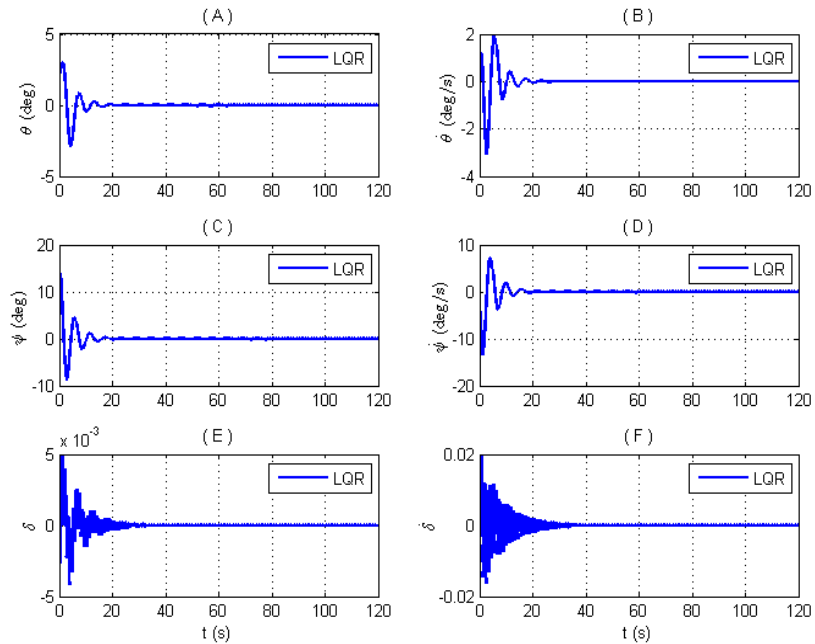 ( A )
5
0
-5
θ (deg)
LQR
0 20 40 60 80 100 120
( B )
2
0
-2
-4
θ̇ (deg/s)
LQR
0 20 40 60 80 100 120
( C )
20
10
0
-10
ψ (deg)
LQR
0 20 40 60 80 100 120
( D )
10
0
-10
-20
ψ̇ (deg/s)
LQR
0 20 40 60 80 100 120
( E )
x 10⁻³
5
0
-5
δ
LQR
0 20 40 60 80 100 120
t (s)
( F )
0.02
0
-0.02
δ̇
LQR
0 20 40 60 80 100 120
t (s)